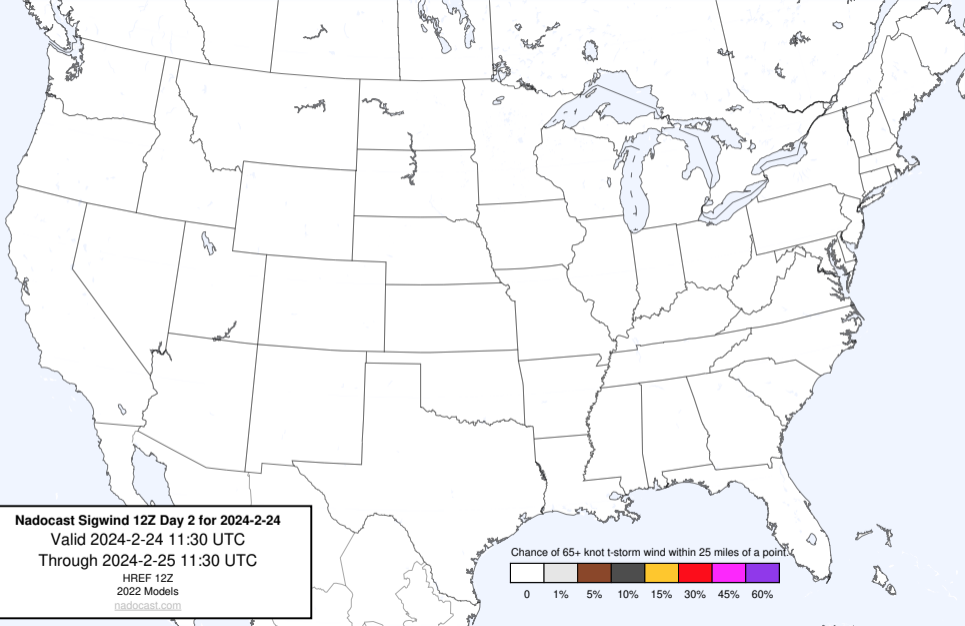 Nadocast Sigwind 12Z Day 2 for 2024-2-24
Valid 2024-2-24 11:30 UTC
Through 2024-2-25 11:30 UTC
HREF 12Z
2022 Models
nadocast.com
Chance of 65+ knot t-storm wind within 25 miles of a point.
0 1% 5% 10% 15% 30% 45% 60%